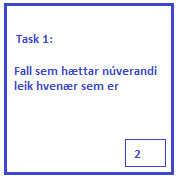 Task 1:
Fall sem hættar núverandi
leik hvenær sem er
2